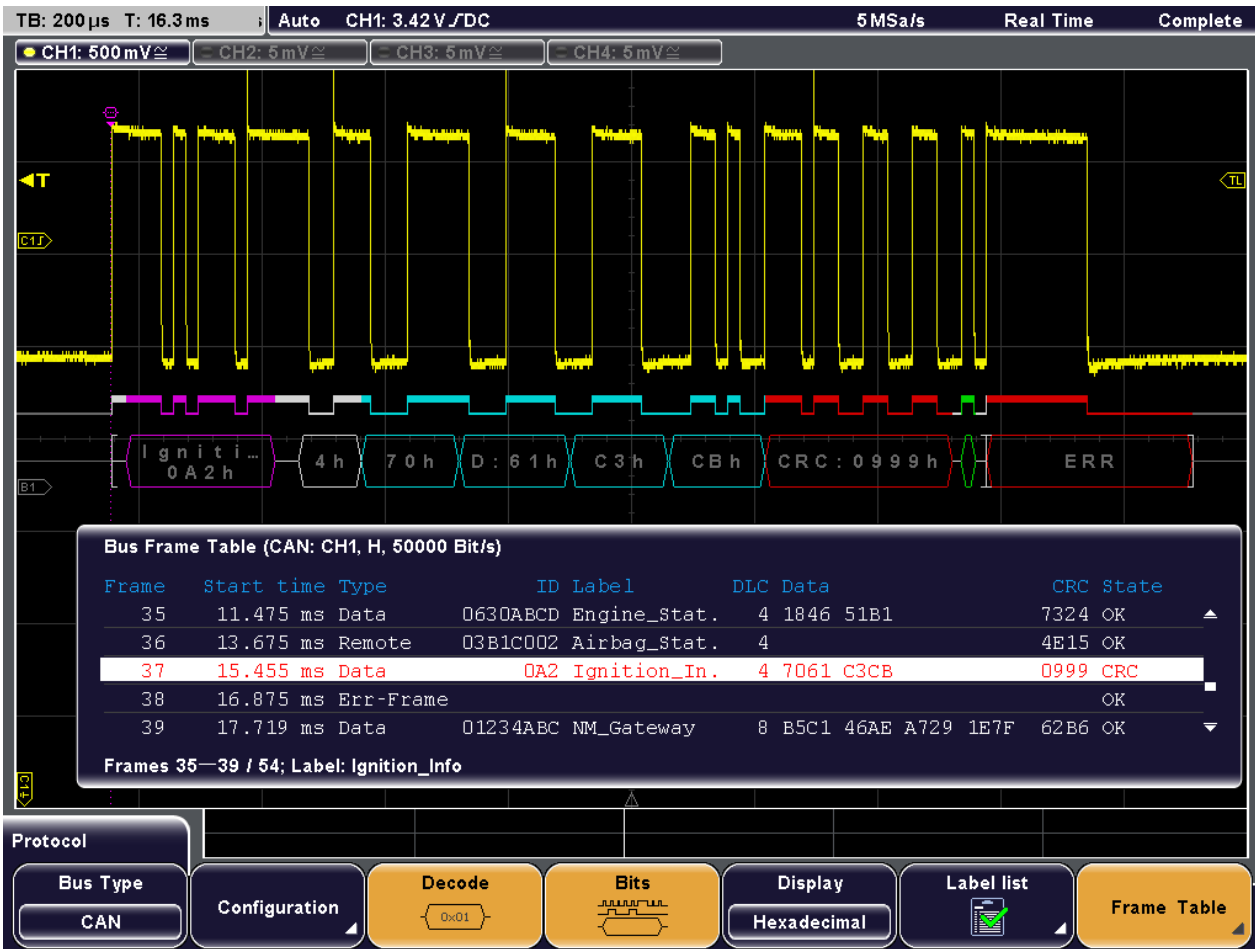 TB: 200 µs T: 16.3 ms Auto CH1: 3.42 V DC 5 MSa/s Real Time Complete
CH1: 500 mV≅ CH2: 5 mV≅ CH3: 5 mV≅ CH4: 5 mV≅
T
TL
C1
Igniti…
0A2h
4h 70h D:61h C3h CBh CRC:0999h ERR
B1
Bus Frame Table (CAN: CH1, H, 50000 Bit/s)
Frame Start time Type ID Label DLC Data CRC State
35 11.475 ms Data 0630ABCD Engine_Stat. 4 1846 51B1 7324 OK
36 13.675 ms Remote 03B1C002 Airbag_Stat. 4 4E15 OK
37 15.455 ms Data 0A2 Ignition_In. 4 7061 C3CB 0999 CRC
38 16.875 ms Err-Frame OK
39 17.719 ms Data 01234ABC NM_Gateway 8 B5C1 46AE A729 1E7F 62B6 OK
Frames 35—39 / 54; Label: Ignition_Info
C1
Protocol
Bus Type
CAN
Configuration
Decode
0x01
Bits
Display
Hexadecimal
Label list
Frame Table